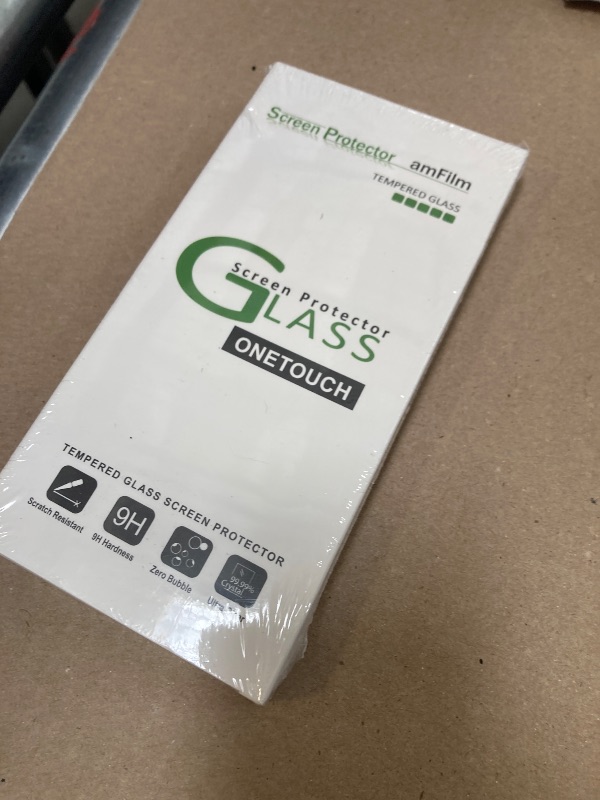 Screen Protector amFilm
TEMPERED GLASS
Screen Protector
GLASS
ONETOUCH
TEMPERED GLASS SCREEN PROTECTOR
9H
99.99%
Crystal
Scratch Resistant
9H Hardness
Zero Bubble